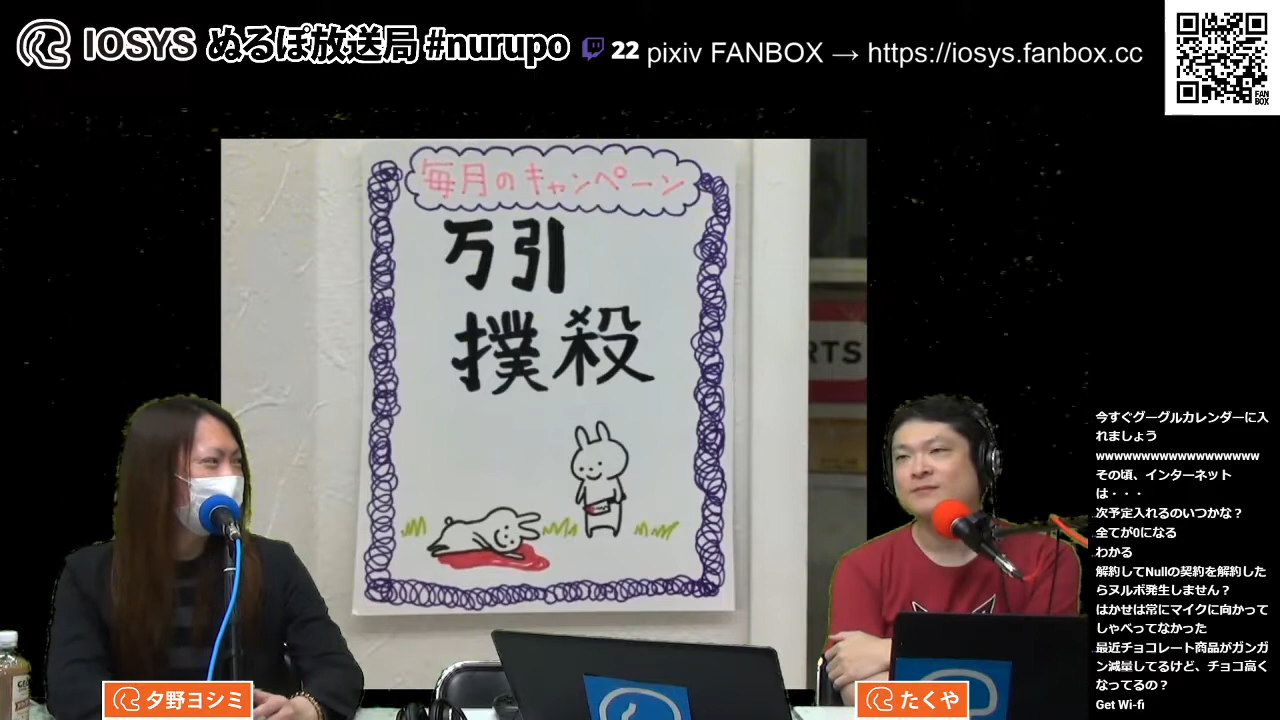 IOSYS ぬるぽ放送局 #nurupo 22 pixiv FANBOX → https://iosys.fanbox.cc
FAN
BOX
毎月のキャンペーン
万引
撲殺
RTS
今すぐグーグルカレンダーに入
れましょう
wwwwwwwwwwwwwwwwww
その頃、インターネット
は・・・
次予定入れるのいつかな？
全てが0になる
わかる
解約してNullの契約を解約した
らヌルポ発生しません？
はかせは常にマイクに向かって
しゃべってなかった
最近チョコレート商品がガンガ
ン減量してるけど、チョコ高く
なってるの？
Get Wi-fi
夕野ヨシミ
たくや